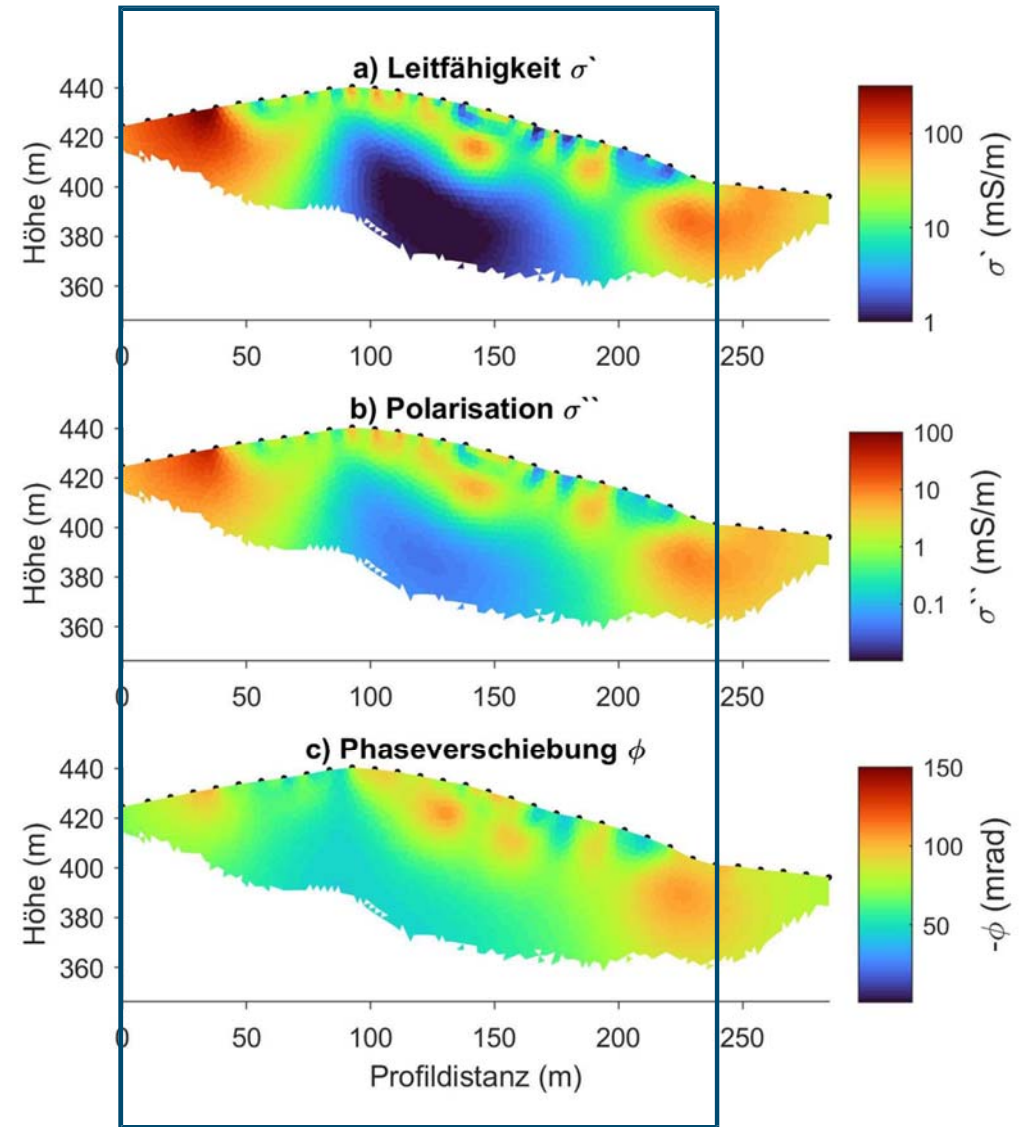 a) Leitfähigkeit σ`
440
420
400
380
360
Höhe (m)
0 50 100 150 200 250
100
10
1
σ` (mS/m)
b) Polarisation σ``
440
420
400
380
360
Höhe (m)
0 50 100 150 200 250
100
10
1
0.1
σ`` (mS/m)
c) Phaseverschiebung ϕ
440
420
400
380
360
Höhe (m)
0 50 100 150 200 250
Profildistanz (m)
150
100
50
-ϕ (mrad)